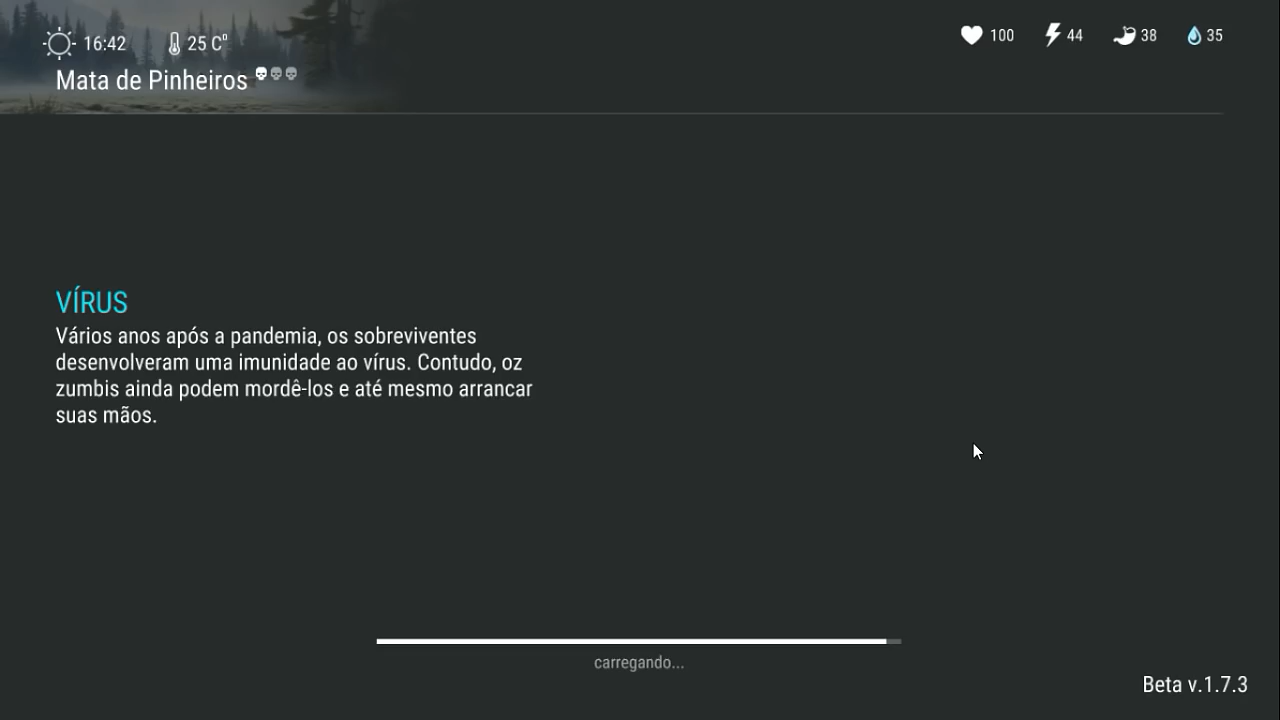 16:42 25 Cº
100 44 38 35
Mata de Pinheiros
VÍRUS
Vários anos após a pandemia, os sobreviventes
desenvolveram uma imunidade ao vírus. Contudo, oz
zumbis ainda podem mordê-los e até mesmo arrancar
suas mãos.
carregando...
Beta v.1.7.3